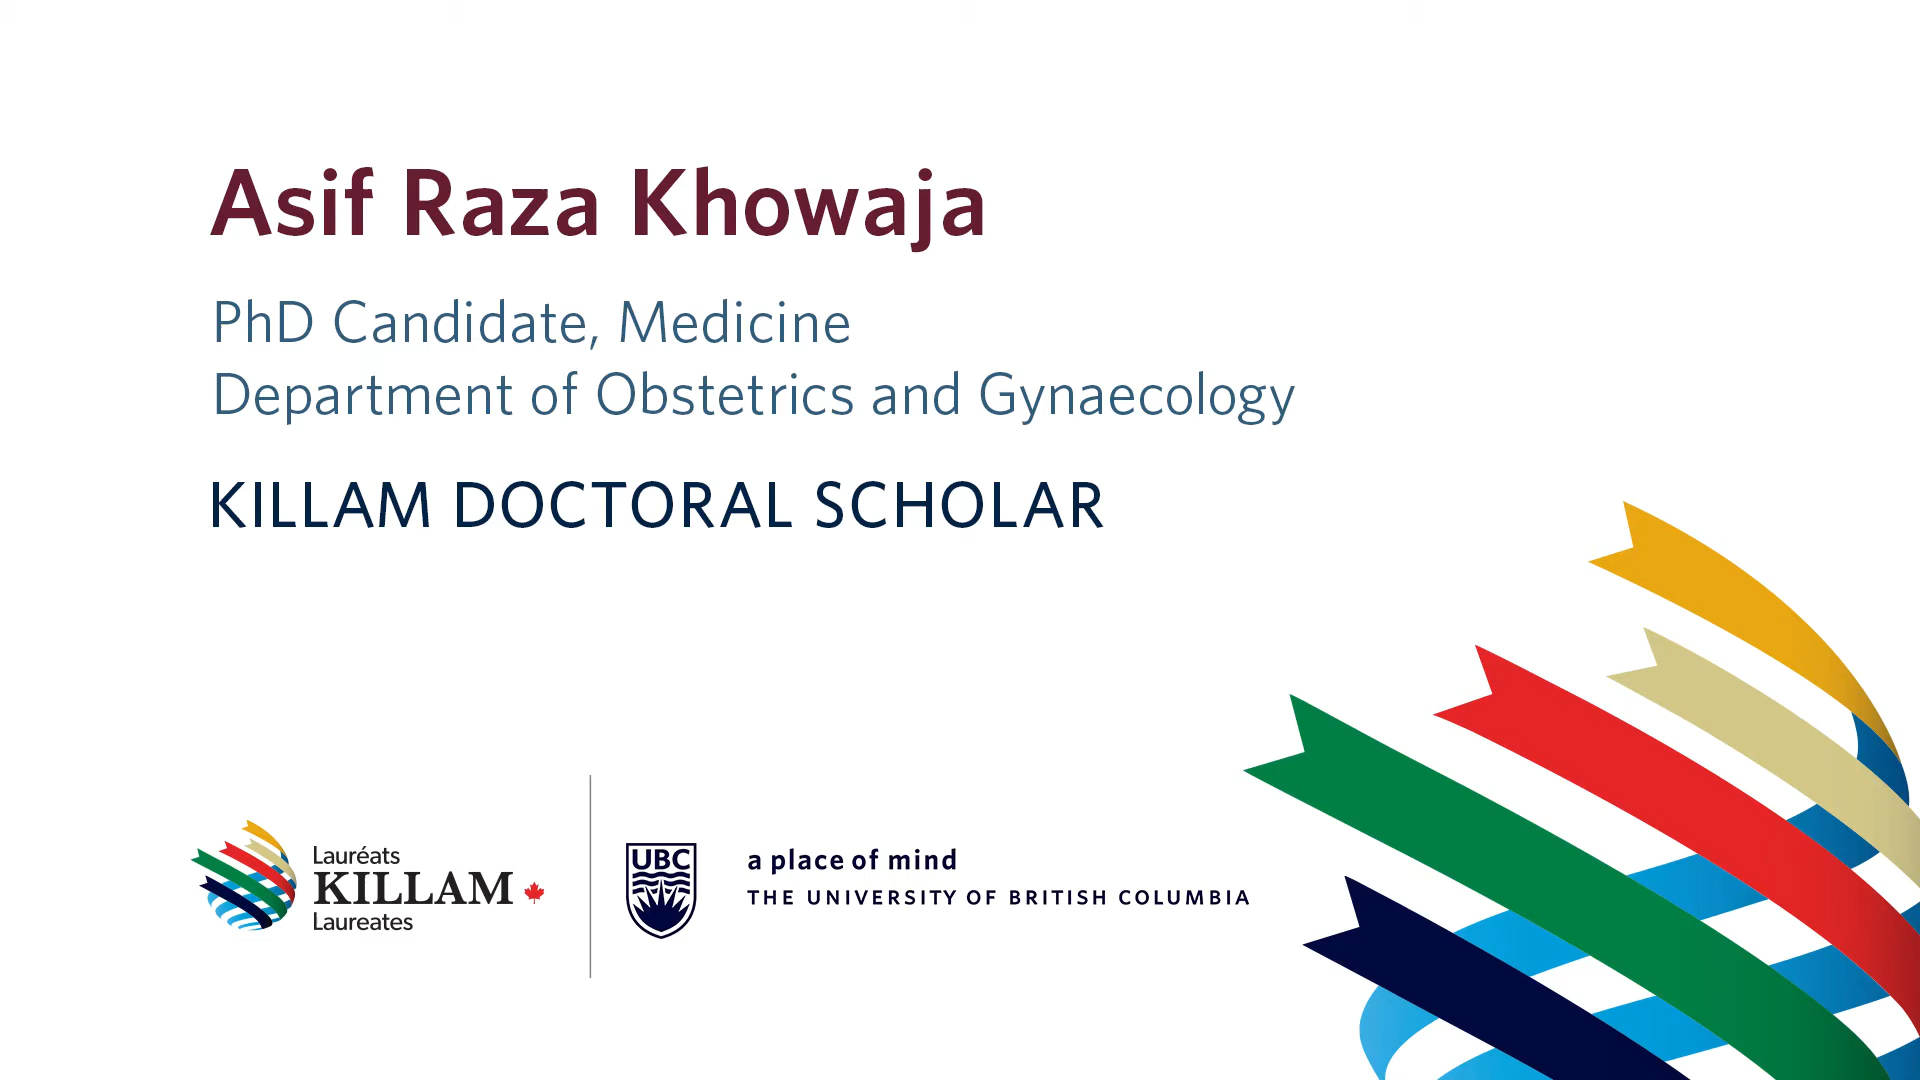 Asif Raza Khowaja
PhD Candidate, Medicine
Department of Obstetrics and Gynaecology
KILLAM DOCTORAL SCHOLAR
Lauréats
KILLAM
Laureates
UBC
a place of mind
THE UNIVERSITY OF BRITISH COLUMBIA